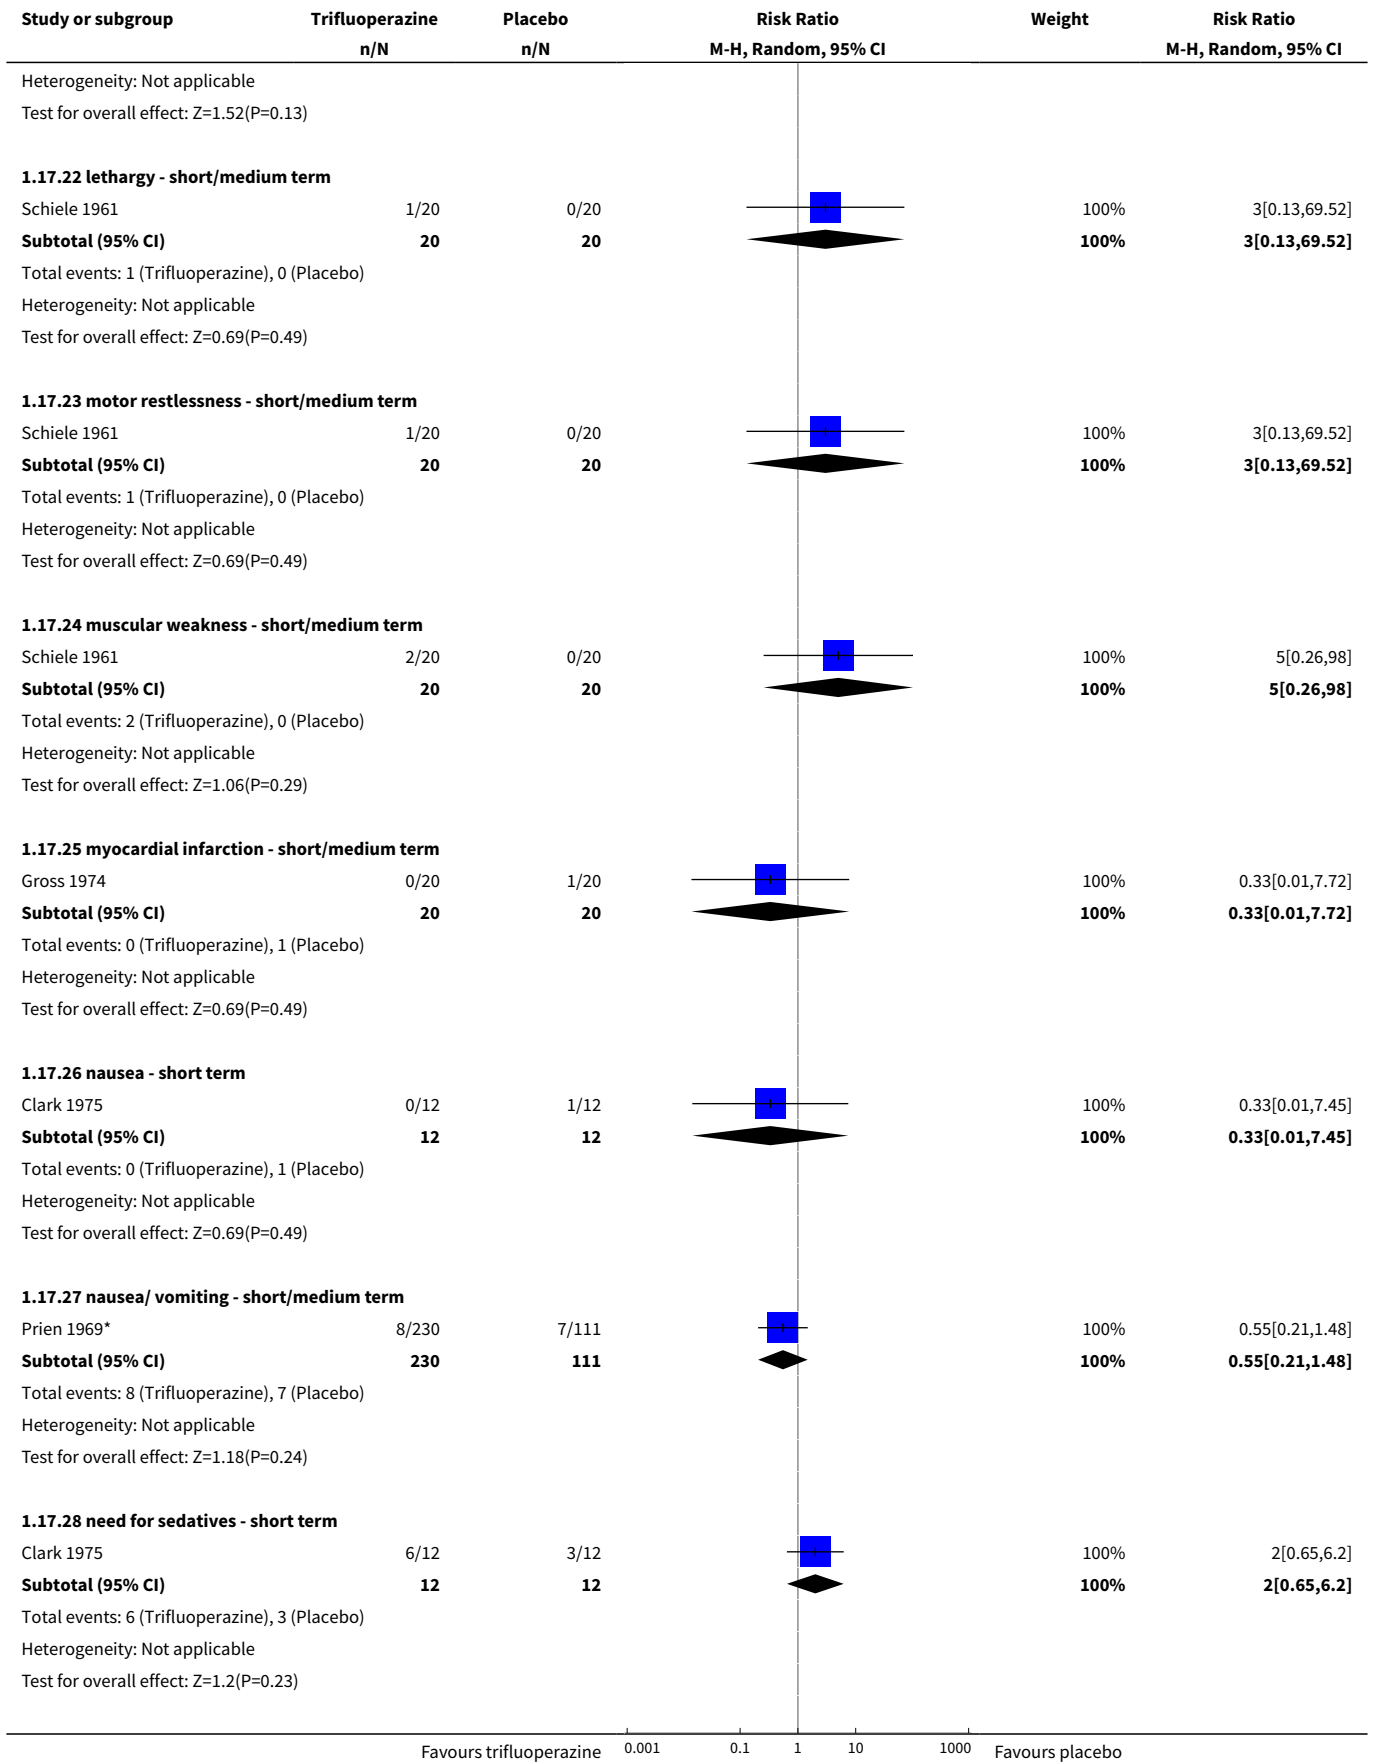 Study or subgroup Trifluoperazine Placebo Risk Ratio Weight Risk Ratio
n/N n/N M-H, Random, 95% CI M-H, Random, 95% CI
Heterogeneity: Not applicable
Test for overall effect: Z=1.52(P=0.13)
1.17.22 lethargy - short/medium term
Schiele 1961 1/20 0/20 100% 3[0.13,69.52]
Subtotal (95% CI) 20 20 100% 3[0.13,69.52]
Total events: 1 (Trifluoperazine), 0 (Placebo)
Heterogeneity: Not applicable
Test for overall effect: Z=0.69(P=0.49)
1.17.23 motor restlessness - short/medium term
Schiele 1961 1/20 0/20 100% 3[0.13,69.52]
Subtotal (95% CI) 20 20 100% 3[0.13,69.52]
Total events: 1 (Trifluoperazine), 0 (Placebo)
Heterogeneity: Not applicable
Test for overall effect: Z=0.69(P=0.49)
1.17.24 muscular weakness - short/medium term
Schiele 1961 2/20 0/20 100% 5[0.26,98]
Subtotal (95% CI) 20 20 100% 5[0.26,98]
Total events: 2 (Trifluoperazine), 0 (Placebo)
Heterogeneity: Not applicable
Test for overall effect: Z=1.06(P=0.29)
1.17.25 myocardial infarction - short/medium term
Gross 1974 0/20 1/20 100% 0.33[0.01,7.72]
Subtotal (95% CI) 20 20 100% 0.33[0.01,7.72]
Total events: 0 (Trifluoperazine), 1 (Placebo)
Heterogeneity: Not applicable
Test for overall effect: Z=0.69(P=0.49)
1.17.26 nausea - short term
Clark 1975 0/12 1/12 100% 0.33[0.01,7.45]
Subtotal (95% CI) 12 12 100% 0.33[0.01,7.45]
Total events: 0 (Trifluoperazine), 1 (Placebo)
Heterogeneity: Not applicable
Test for overall effect: Z=0.69(P=0.49)
1.17.27 nausea/ vomiting - short/medium term
Prien 1969* 8/230 7/111 100% 0.55[0.21,1.48]
Subtotal (95% CI) 230 111 100% 0.55[0.21,1.48]
Total events: 8 (Trifluoperazine), 7 (Placebo)
Heterogeneity: Not applicable
Test for overall effect: Z=1.18(P=0.24)
1.17.28 need for sedatives - short term
Clark 1975 6/12 3/12 100% 2[0.65,6.2]
Subtotal (95% CI) 12 12 100% 2[0.65,6.2]
Total events: 6 (Trifluoperazine), 3 (Placebo)
Heterogeneity: Not applicable
Test for overall effect: Z=1.2(P=0.23)
Favours trifluoperazine 0.001 0.1 1 10 1000 Favours placebo